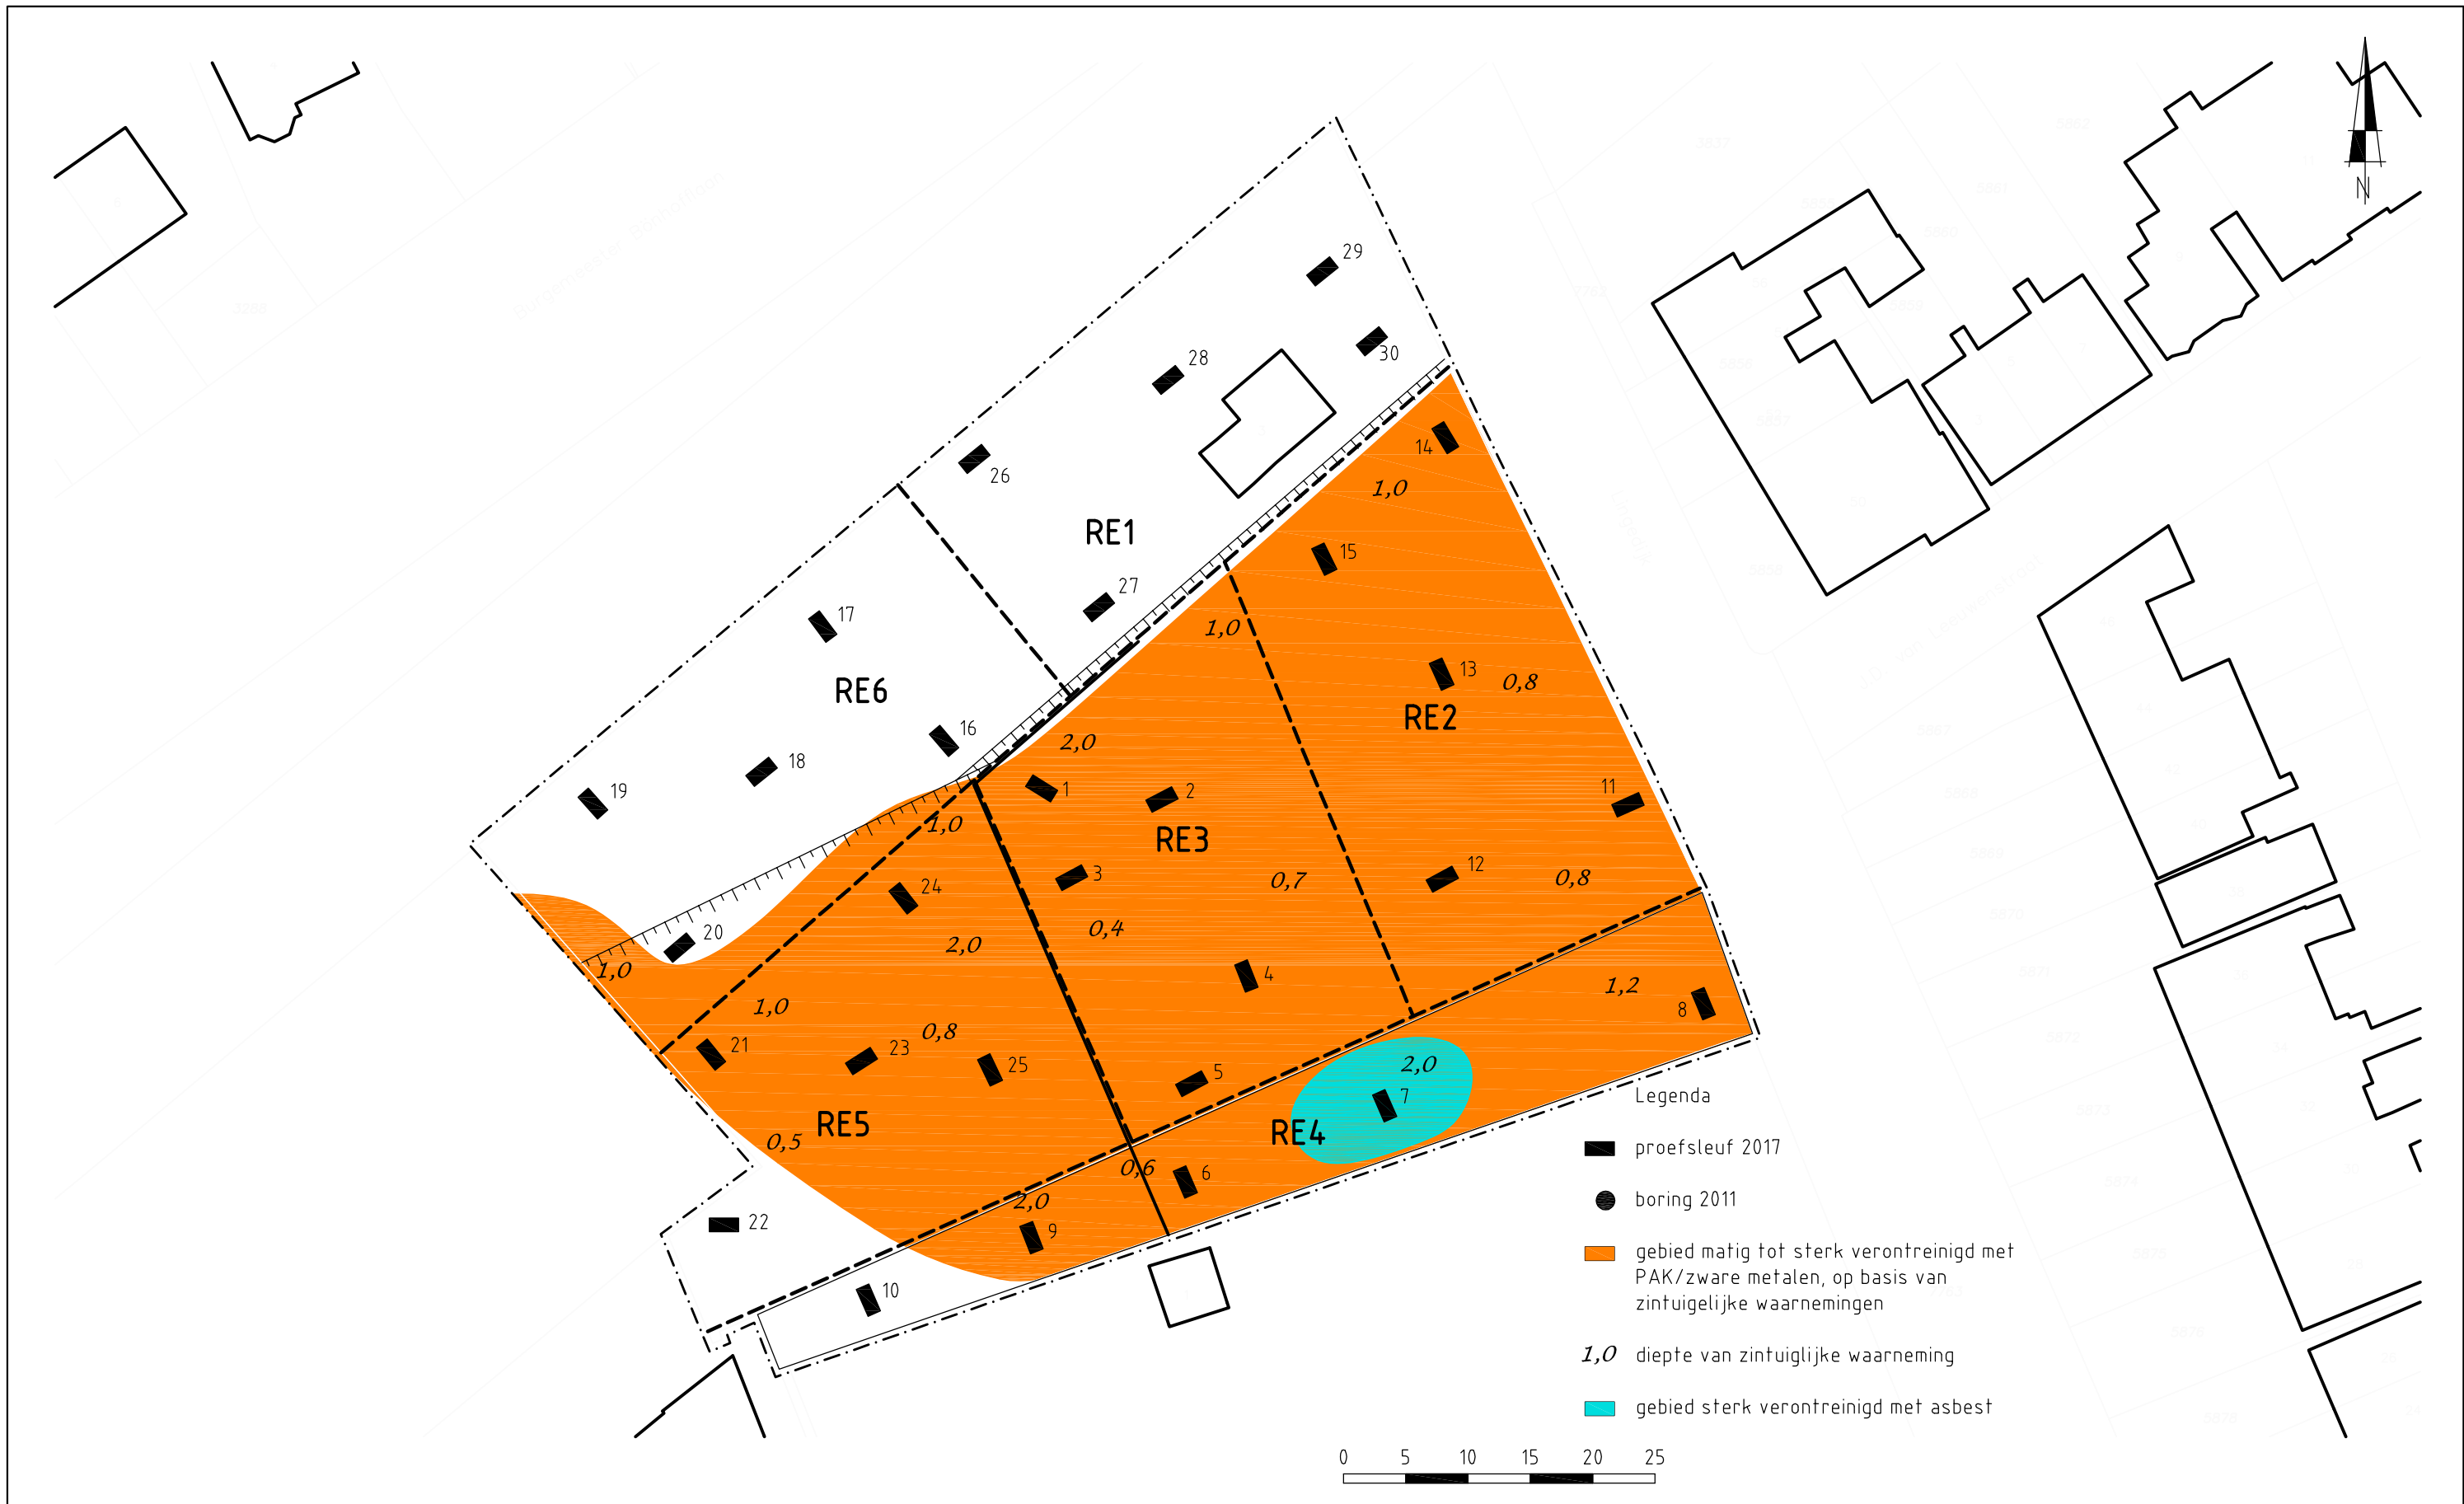 N
29
30
28
14
26
1,0
RE1
15
27
17
1,0
13
0,8
RE6
RE2
16
2,0
18
1
2
11
19
1,0
RE3
12
3
0,7
0,8
24
0,4
20
2,0
1,0
4
1,2
1,0
8
0,8
21
23
25
5
2,0
7
RE5
RE4
0,5
0,6
6
2,0
22
9
10
Legenda
proefsleuf 2017
boring 2011
gebied matig tot sterk verontreinigd met
PAK/zware metalen, op basis van
zintuigelijke waarnemingen
1,0 diepte van zintuiglijke waarneming
gebied sterk verontreinigd met asbest
0 5 10 15 20 25